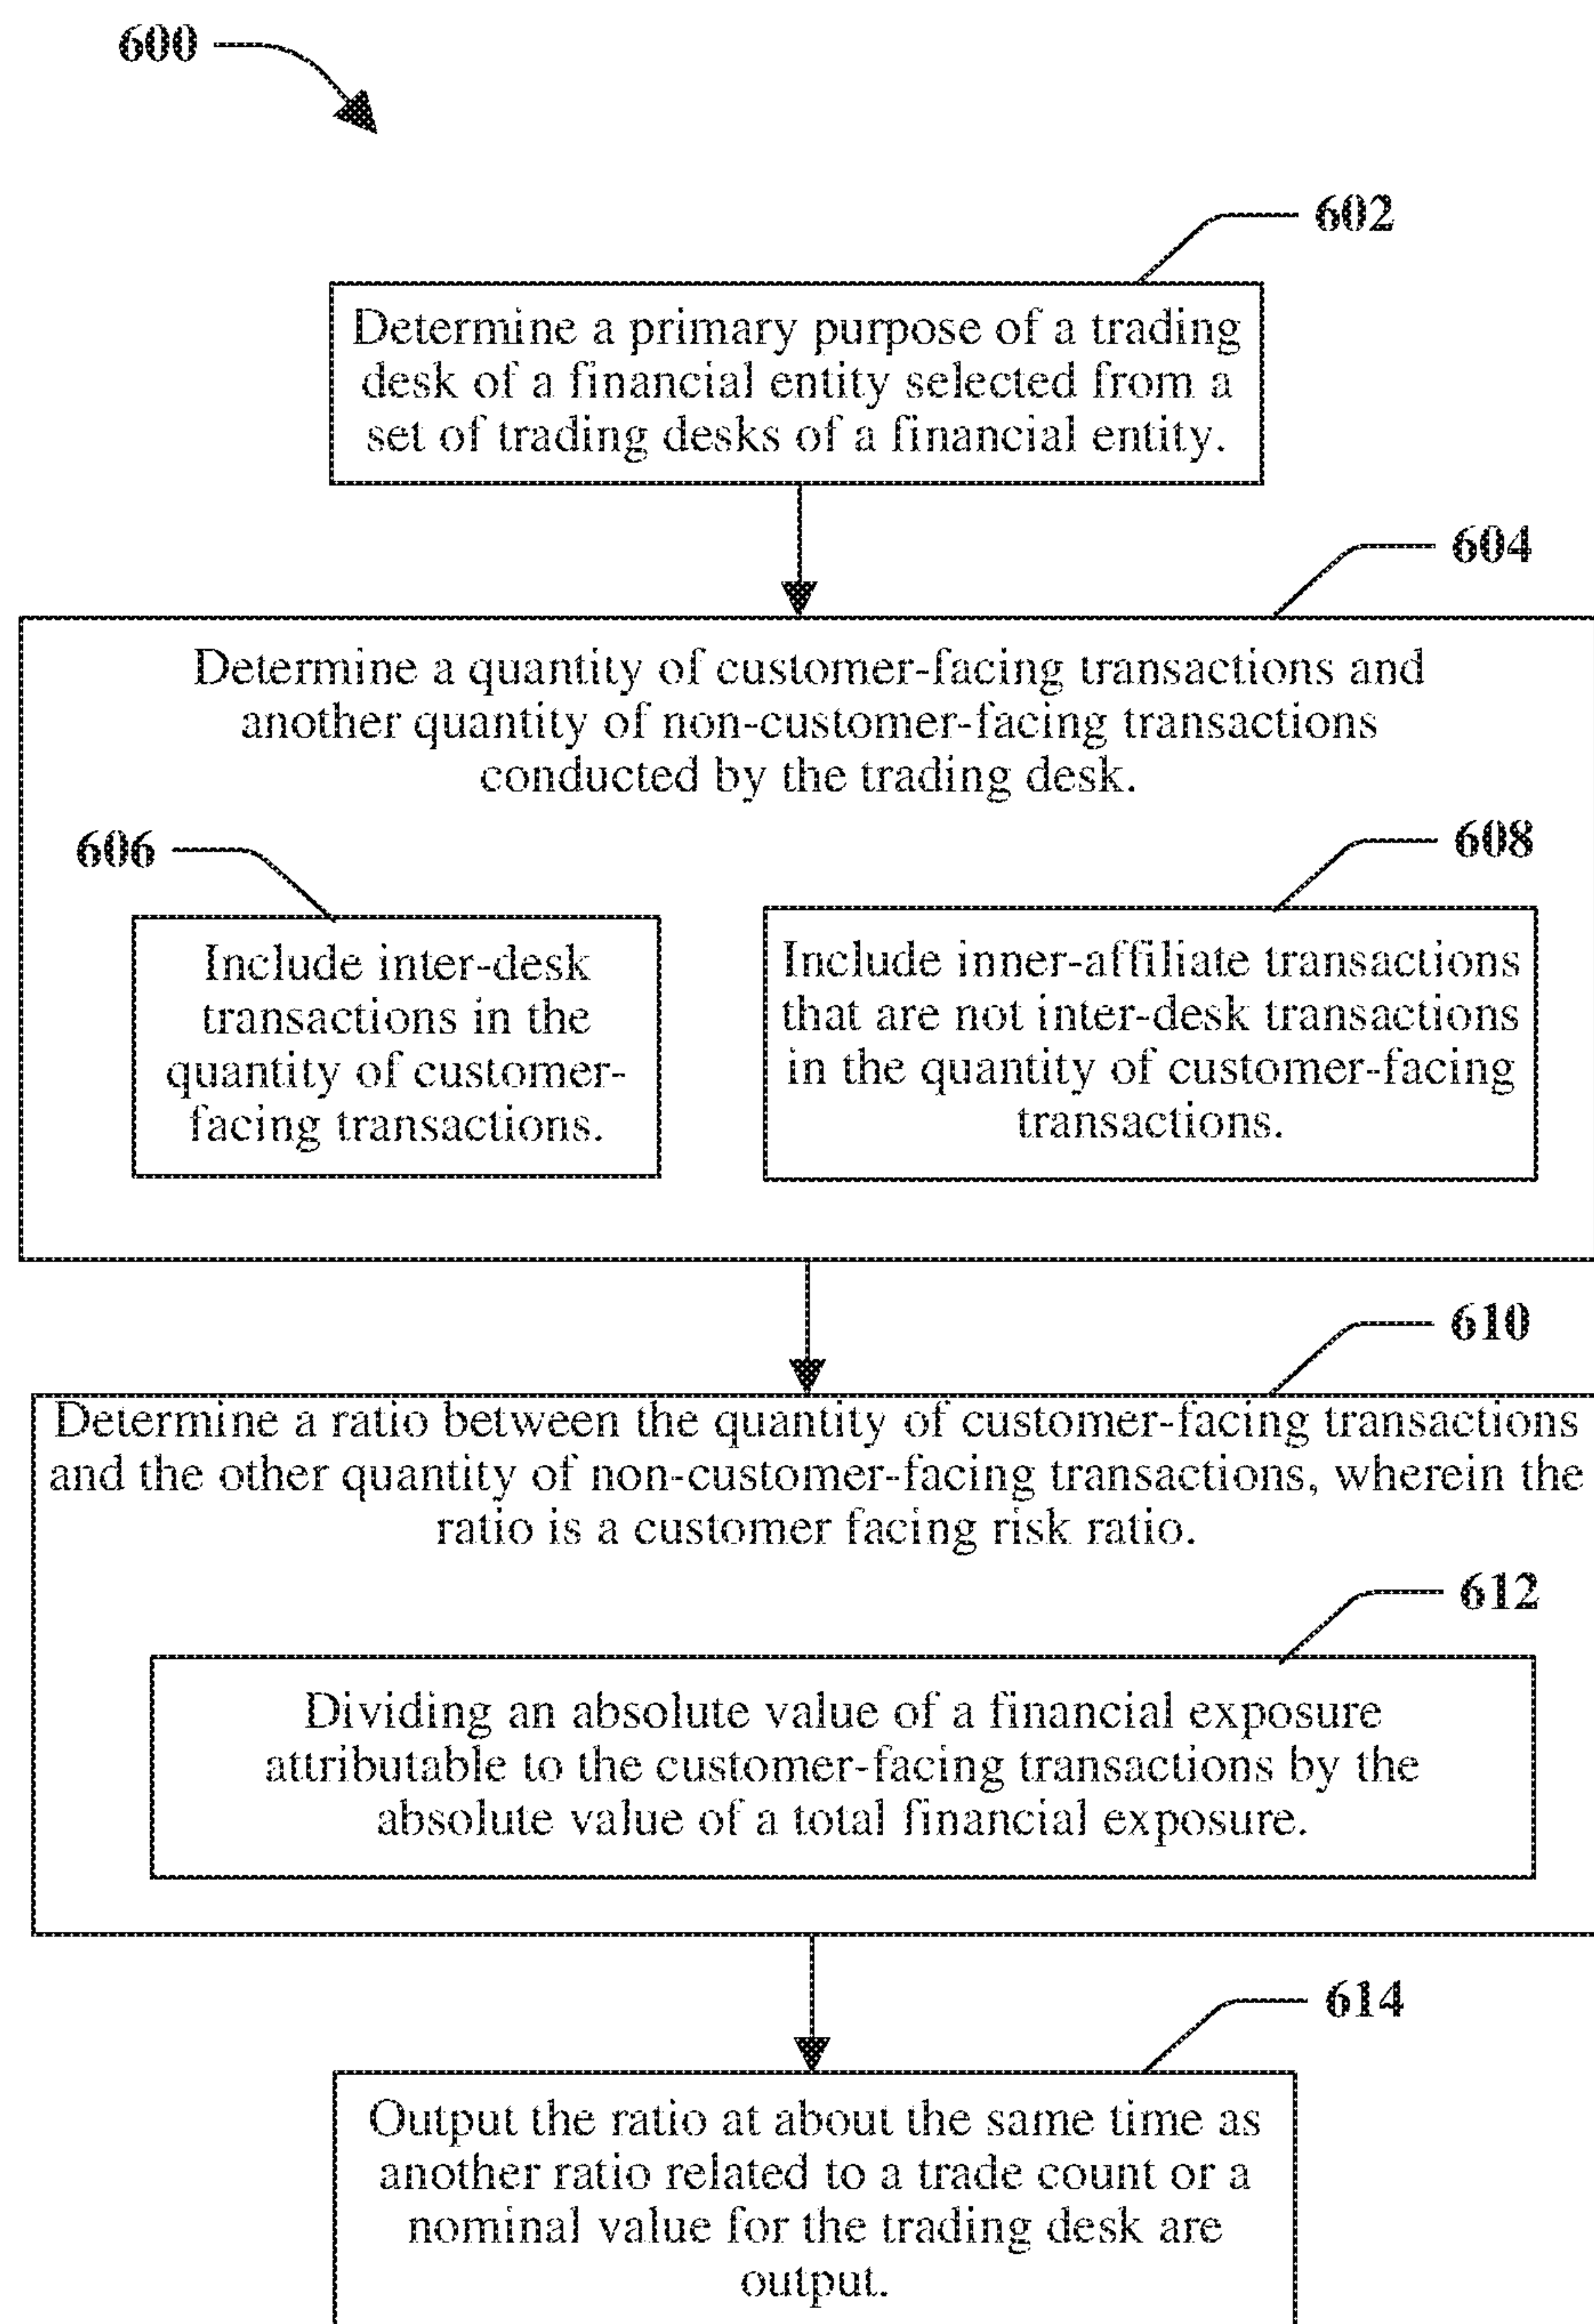 600
602
Determine a primary purpose of a trading
desk of a financial entity selected from a
set of trading desks of a financial entity.
604
Determine a quantity of customer-facing transactions and
another quantity of non-customer-facing transactions
conducted by the trading desk.
606
Include inter-desk
transactions in the
quantity of customer-
facing transactions.
608
Include inner-affiliate transactions
that are not inter-desk transactions
in the quantity of customer-facing
transactions.
610
Determine a ratio between the quantity of customer-facing transactions
and the other quantity of non-customer-facing transactions, wherein the
ratio is a customer facing risk ratio.
612
Dividing an absolute value of a financial exposure
attributable to the customer-facing transactions by the
absolute value of a total financial exposure.
614
Output the ratio at about the same time as
another ratio related to a trade count or a
nominal value for the trading desk are
output.